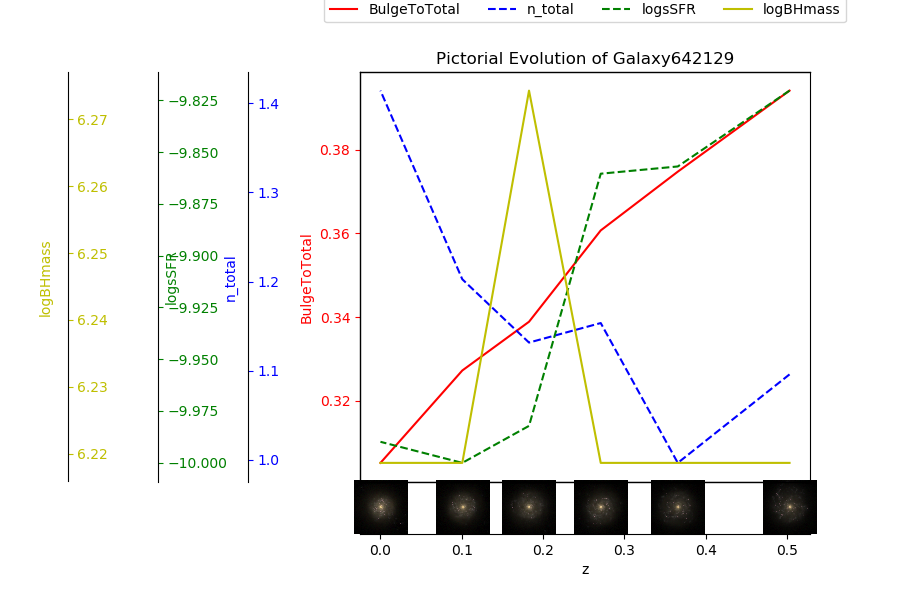 BulgeToTotal n_total logsSFR logBHmass
Pictorial Evolution of Galaxy642129
logBHmass
6.27
6.26
6.25
6.24
6.23
6.22
logsSFR
−9.825
−9.850
−9.875
−9.900
−9.925
−9.950
−9.975
−10.000
n_total
1.4
1.3
1.2
1.1
1.0
BulgeToTotal
0.38
0.36
0.34
0.32
0.0 0.1 0.2 0.3 0.4 0.5
z